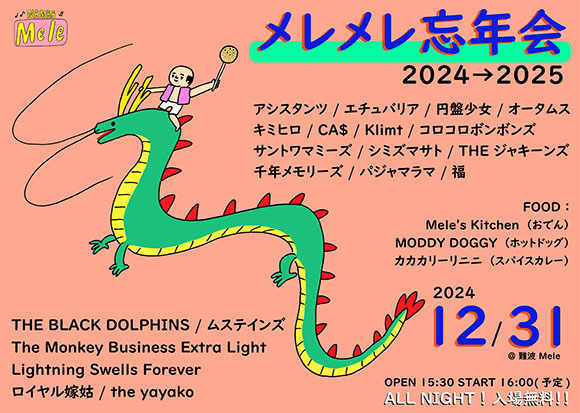 NAMBA
Mele
メレメレ忘年会
2024→2025
アシスタンツ / エチュバリア / 円盤少女 / オータムス
キミヒロ / CA$ / Klimt / コロコロボンボンズ
サントワマミーズ / シミズマサト / THE ジャキーンズ
千年メモリーズ / パジャマラマ / 福
FOOD：
Mele's Kitchen（おでん）
MODDY DOGGY（ホットドッグ）
カカカリーリニニ（スパイスカレー）
THE BLACK DOLPHINS / ムステインズ
The Monkey Business Extra Light
Lightning Swells Forever
ロイヤル嫁姑 / the yayako
2024
12/31
@ 難波 Mele
OPEN 15:30 START 16:00(予定)
ALL NIGHT！入場無料!!